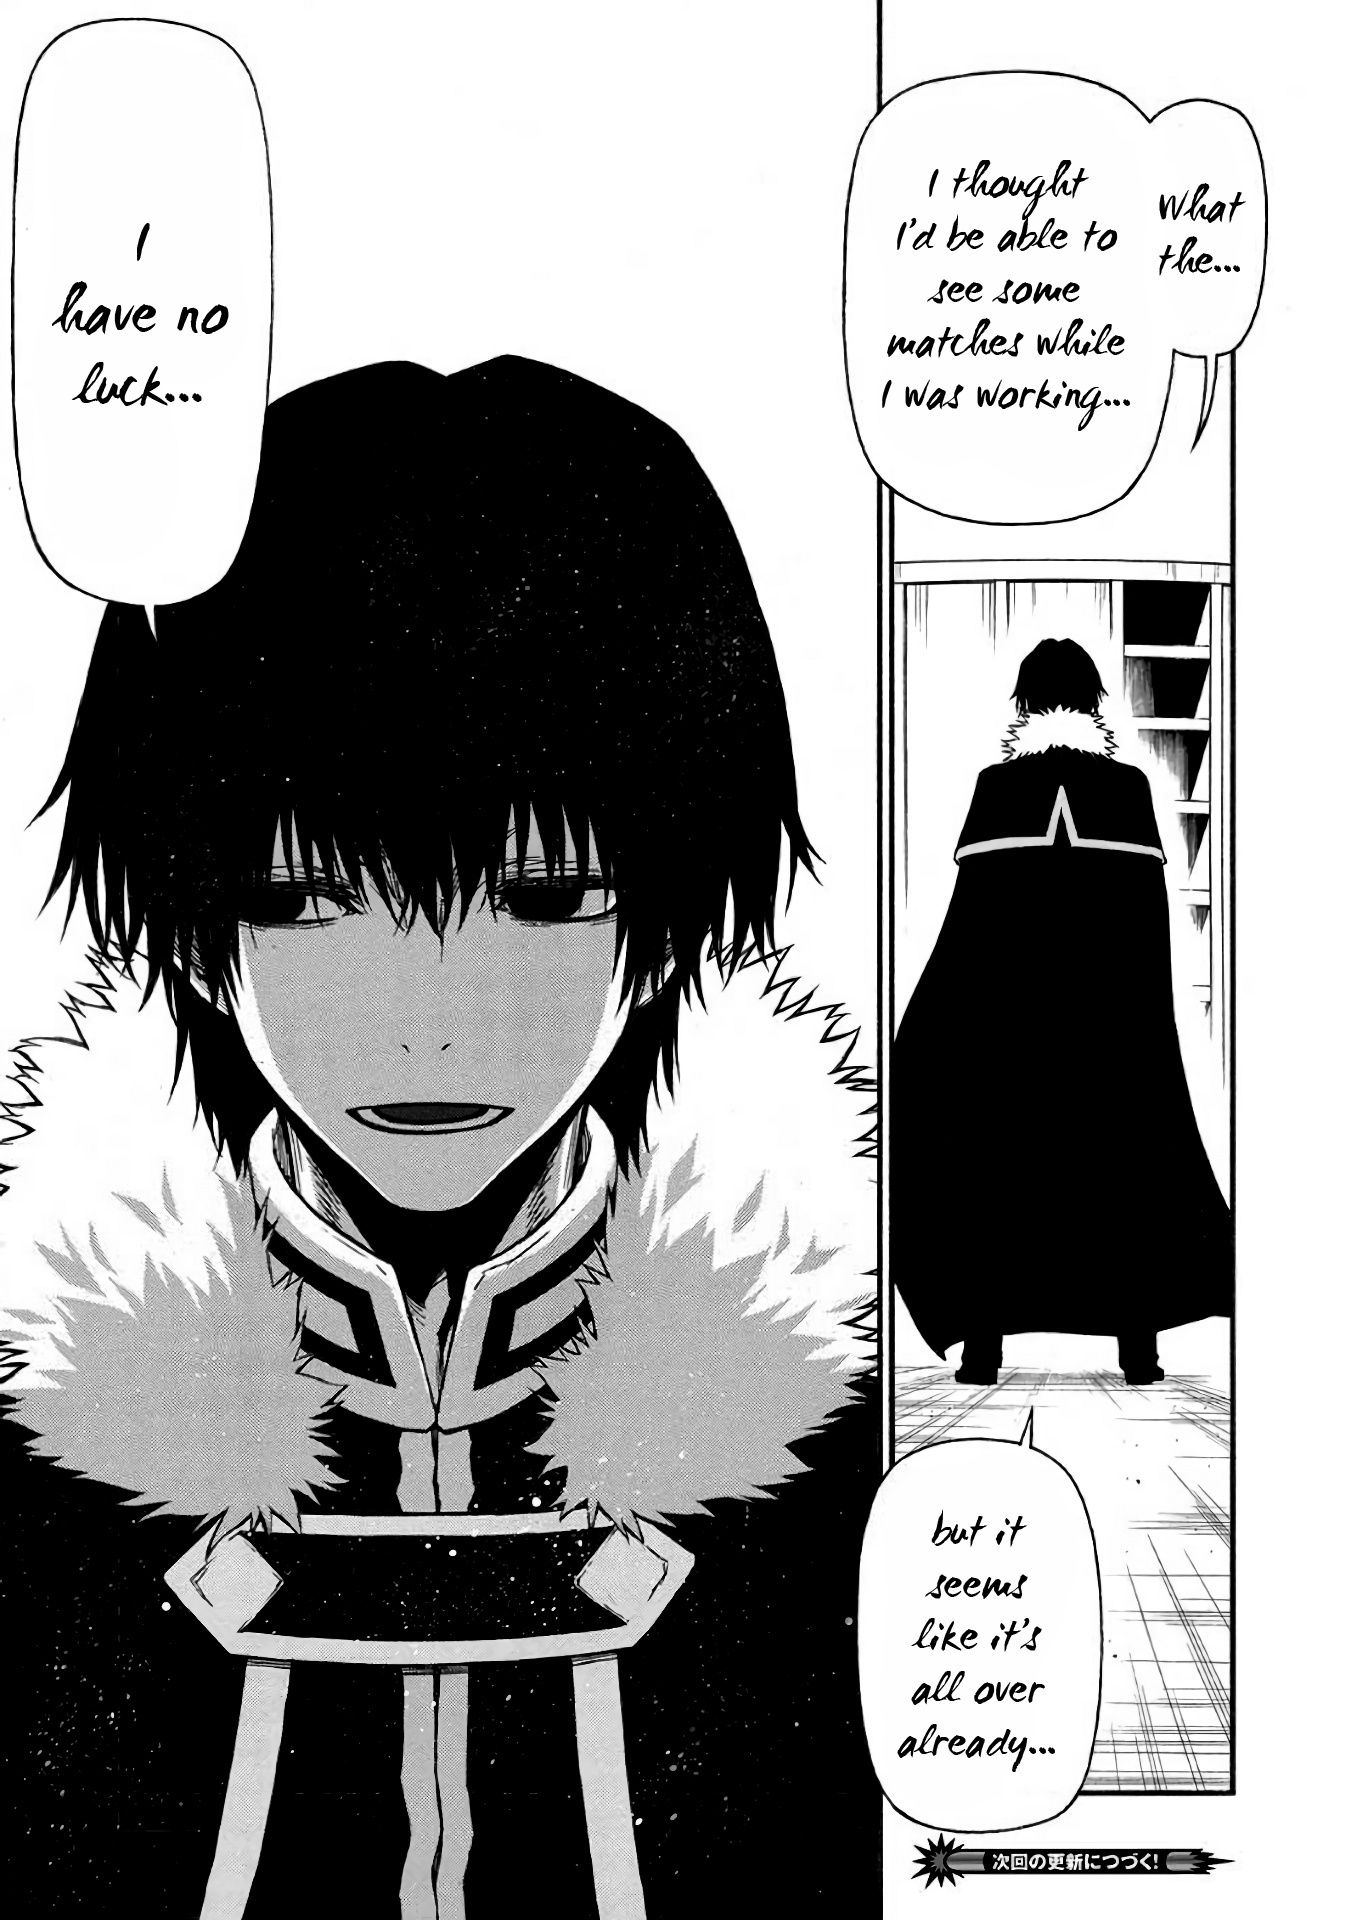 What
the...
I thought
I'd be able to
see some
matches while
I was working...
but it
seems
like it's
all over
already...
I
have no
luck...
次回の更新につづく!